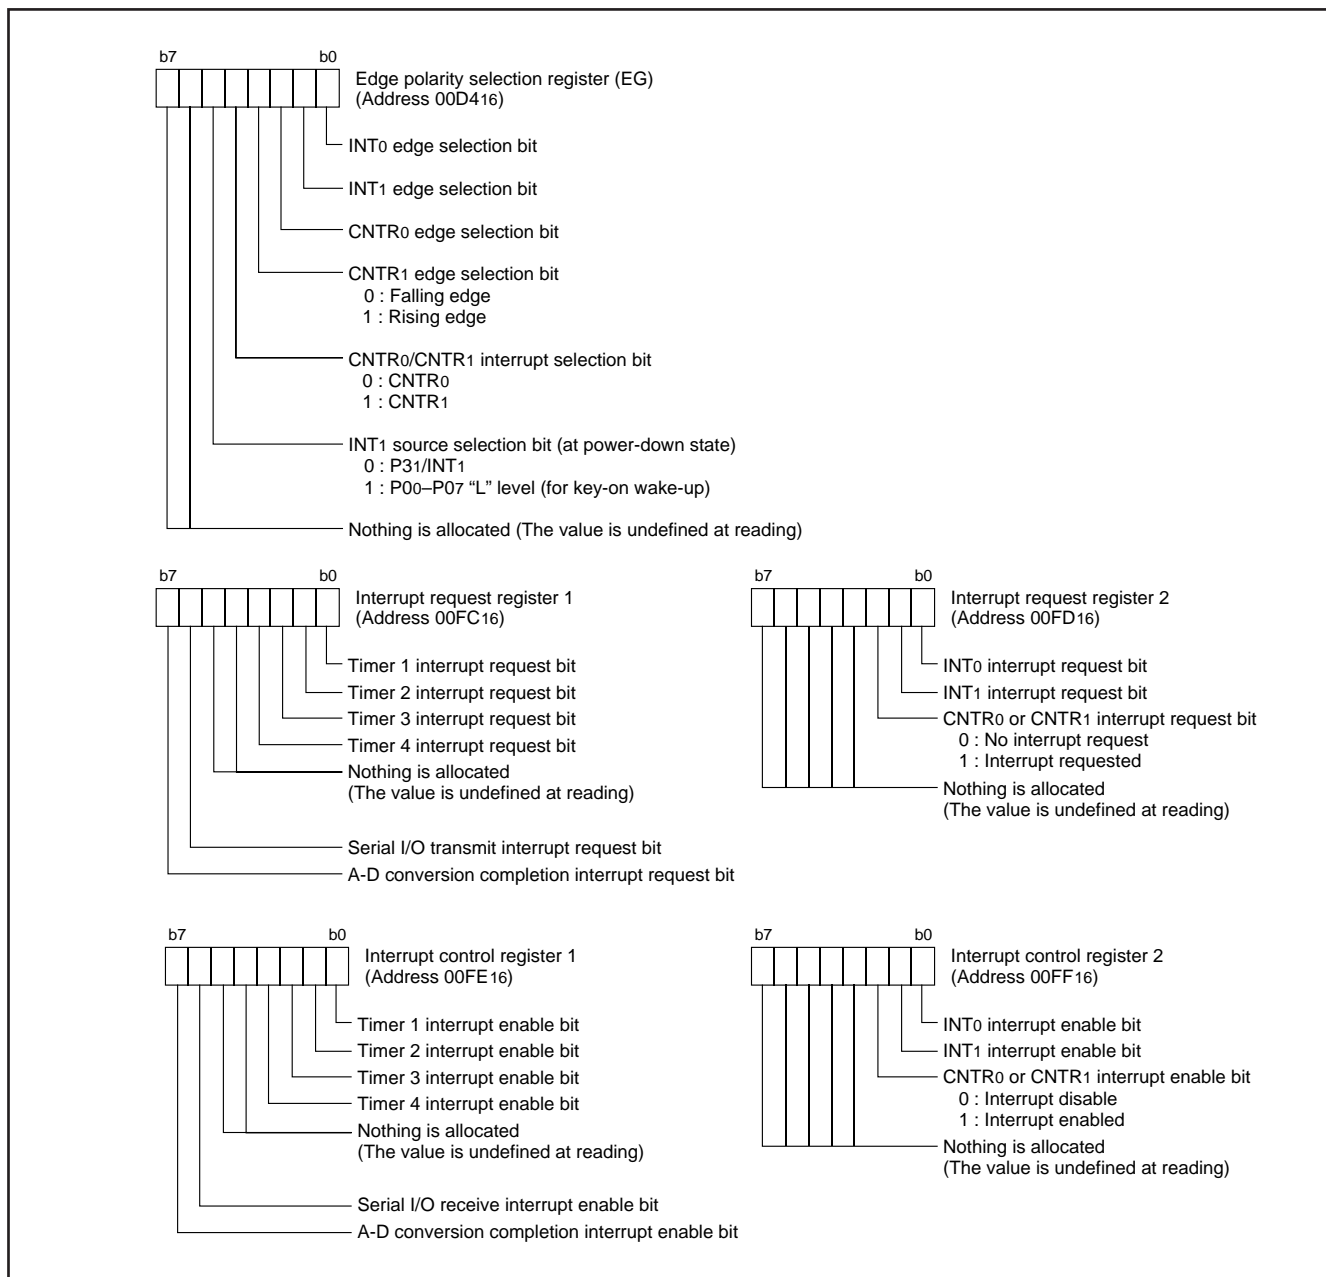 b7 b0
Edge polarity selection register (EG)
(Address 00D416)
INT0 edge selection bit
INT1 edge selection bit
CNTR0 edge selection bit
CNTR1 edge selection bit
0 : Falling edge
1 : Rising edge
CNTR0/CNTR1 interrupt selection bit
0 : CNTR0
1 : CNTR1
INT1 source selection bit (at power-down state)
0 : P31/INT1
1 : P00–P07 “L” level (for key-on wake-up)
Nothing is allocated (The value is undefined at reading)
b7 b0
Interrupt request register 1
(Address 00FC16)
Timer 1 interrupt request bit
Timer 2 interrupt request bit
Timer 3 interrupt request bit
Timer 4 interrupt request bit
Nothing is allocated
(The value is undefined at reading)
Serial I/O transmit interrupt request bit
A-D conversion completion interrupt request bit
b7 b0
Interrupt request register 2
(Address 00FD16)
INT0 interrupt request bit
INT1 interrupt request bit
CNTR0 or CNTR1 interrupt request bit
0 : No interrupt request
1 : Interrupt requested
Nothing is allocated
(The value is undefined at reading)
b7 b0
Interrupt control register 1
(Address 00FE16)
Timer 1 interrupt enable bit
Timer 2 interrupt enable bit
Timer 3 interrupt enable bit
Timer 4 interrupt enable bit
Nothing is allocated
(The value is undefined at reading)
Serial I/O receive interrupt enable bit
A-D conversion completion interrupt enable bit
b7 b0
Interrupt control register 2
(Address 00FF16)
INT0 interrupt enable bit
INT1 interrupt enable bit
CNTR0 or CNTR1 interrupt enable bit
0 : Interrupt disable
1 : Interrupt enabled
Nothing is allocated
(The value is undefined at reading)